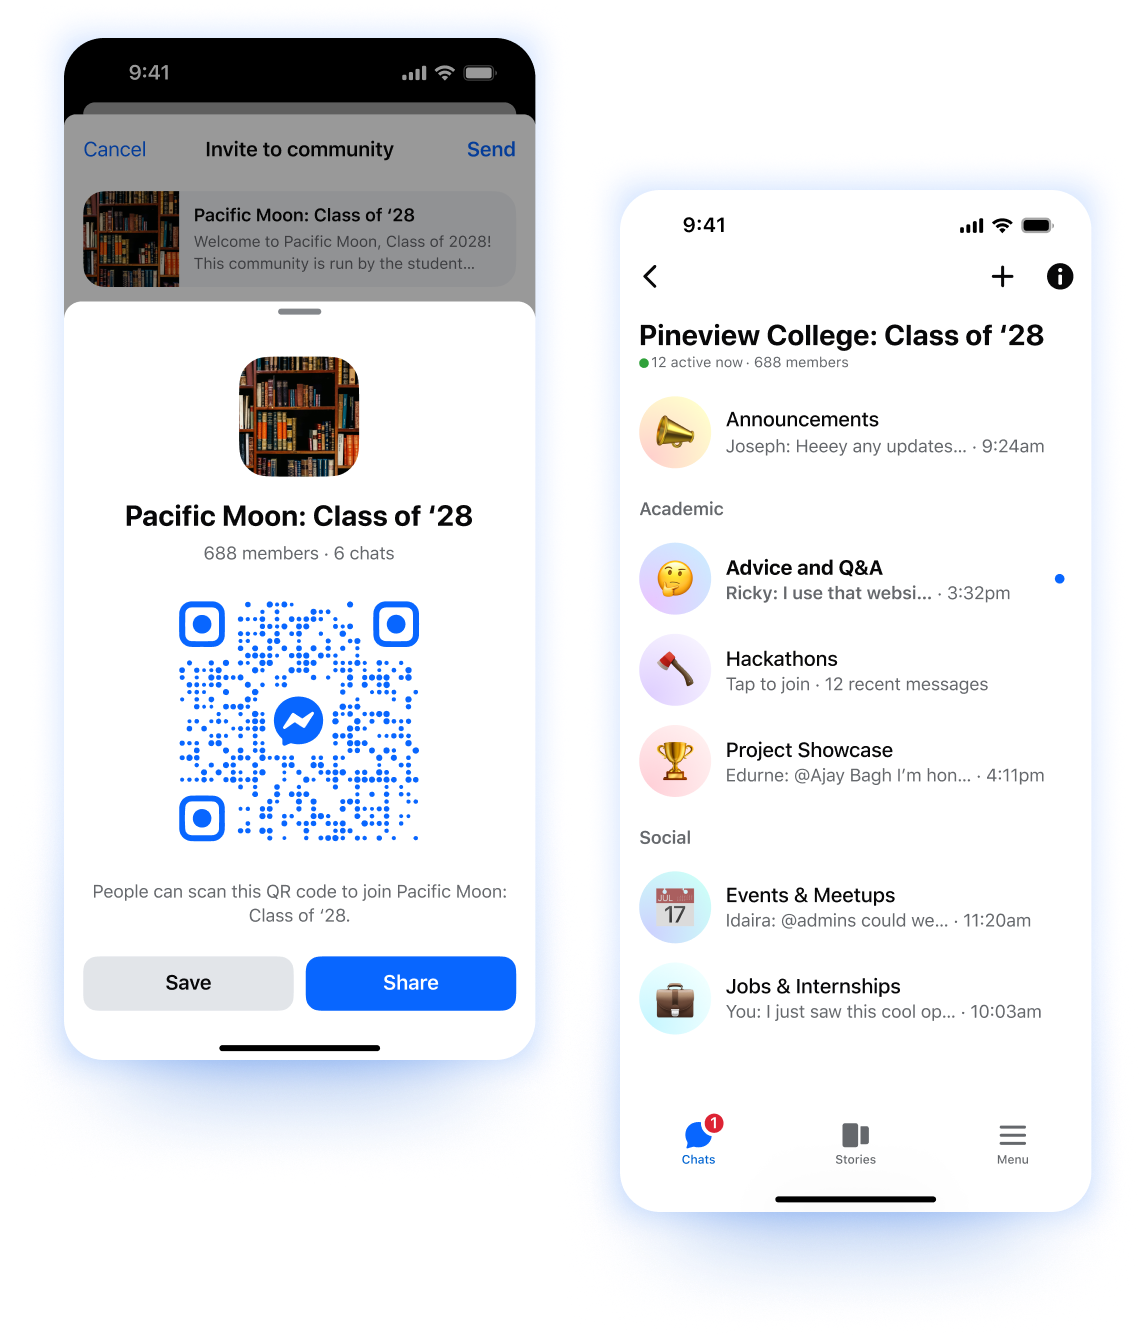 9:41
Cancel
Invite to community
Send
Pacific Moon: Class of ‘28
Welcome to Pacific Moon, Class of 2028!
This community is run by the student...
Pacific Moon: Class of ‘28
688 members · 6 chats
People can scan this QR code to join Pacific Moon:
Class of ‘28.
Save
Share
9:41
Pineview College: Class of ‘28
12 active now · 688 members
Announcements
Joseph: Heeey any updates... · 9:24am
Academic
Advice and Q&A
Ricky: I use that websi... · 3:32pm
Hackathons
Tap to join · 12 recent messages
Project Showcase
Edurne: @Ajay Bagh I’m hon... · 4:11pm
Social
JUL
17
Events & Meetups
Idaira: @admins could we... · 11:20am
Jobs & Internships
You: I just saw this cool op... · 10:03am
1
Chats
Stories
Menu